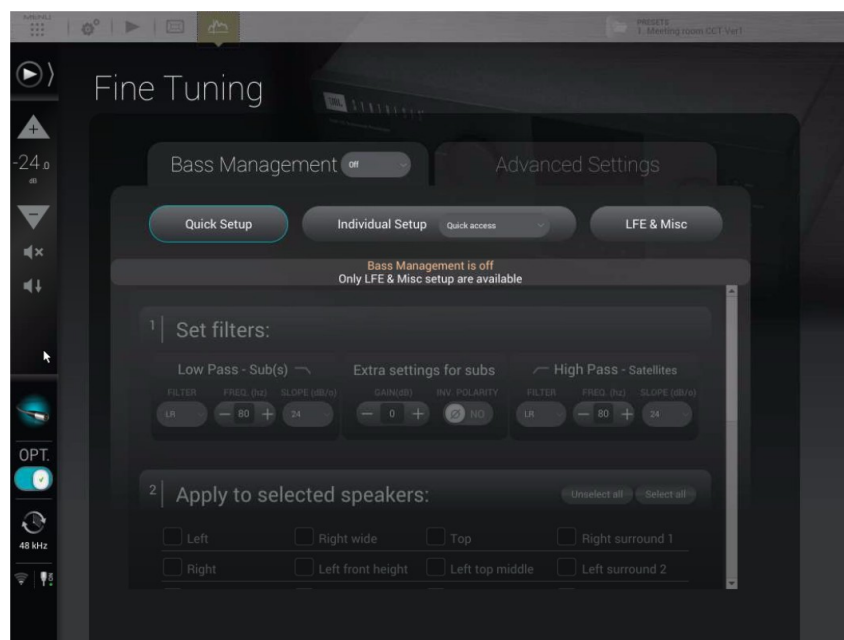 MENU
PRESETS
1. Meeting room CCT Ver1
Fine Tuning
JBL SYNTHESIS
-24.0
dB
Bass Management
Off
Advanced Settings
Quick Setup
Individual Setup
Quick access
LFE & Misc
Bass Management is off
Only LFE & Misc setup are available
1 Set filters:
Low Pass - Sub(s)
Extra settings for subs
High Pass - Satellites
FILTER FREQ. (hz) SLOPE (dB/o)
GAIN(dB) INV. POLARITY
FILTER FREQ. (hz) SLOPE (dB/o)
LR − 80 + 24
− 0 + Ø NO
LR − 80 + 24
OPT.
2 Apply to selected speakers:
Unselect all Select all
48 kHz
Left Right wide Top Right surround 1
Right Left front height Left top middle Left surround 2